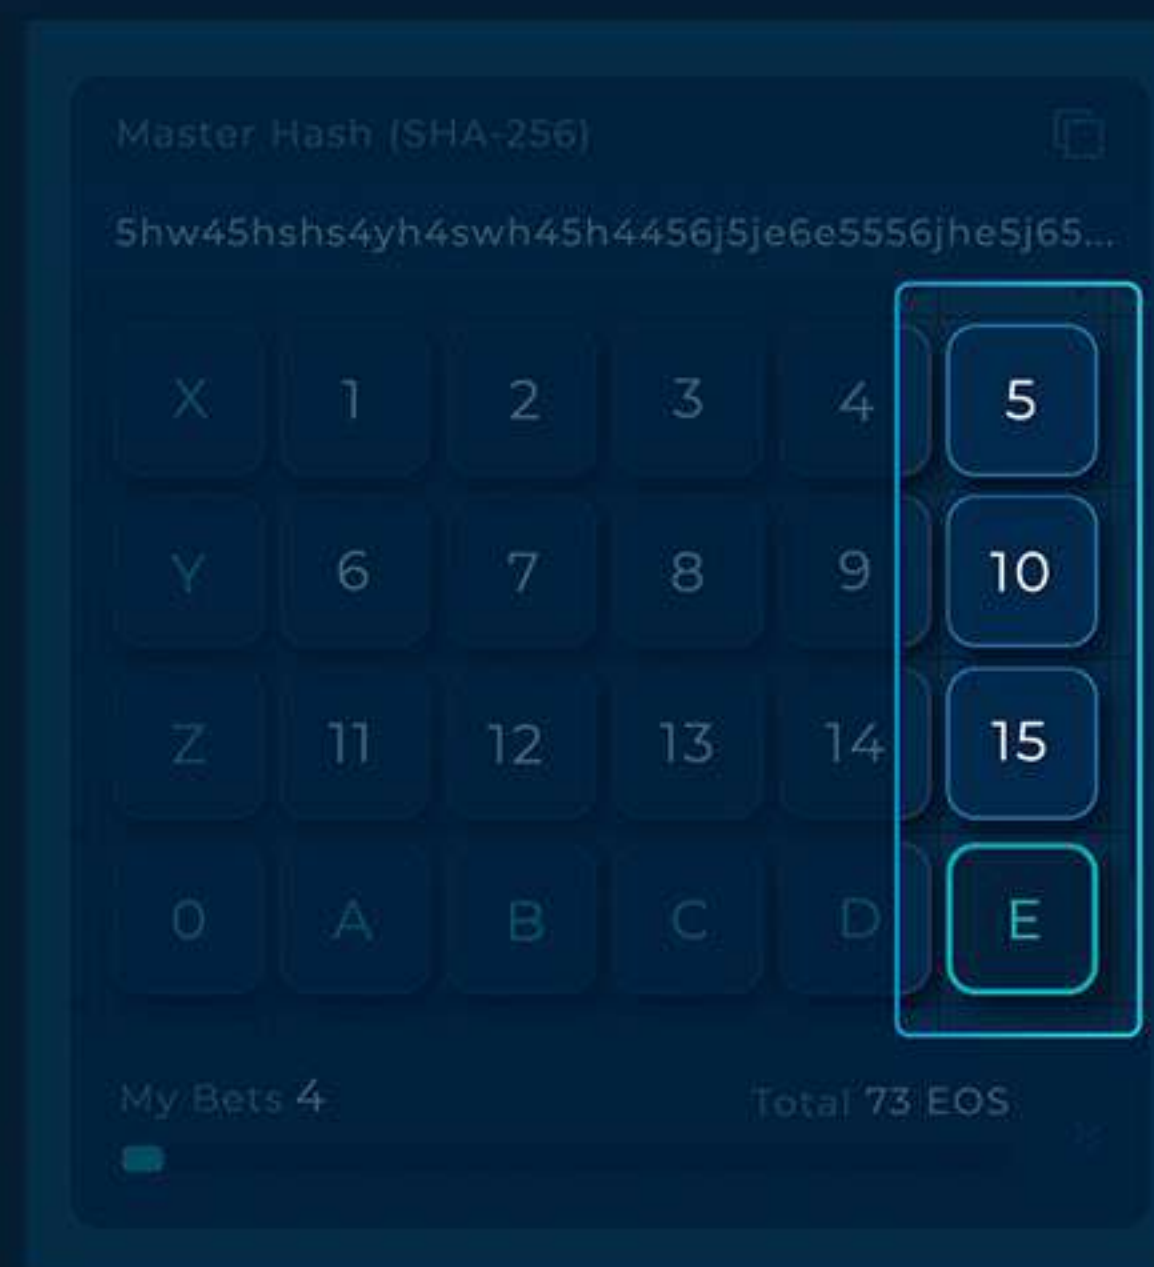 Master Hash (SHA-256)
5hw45hshs4yh4swh45h4456j5je6e5556jhe5j65...
X 1 2 3 4 5
Y 6 7 8 9 10
Z 11 12 13 14 15
0 A B C D E
My Bets 4 Total 73 EOS